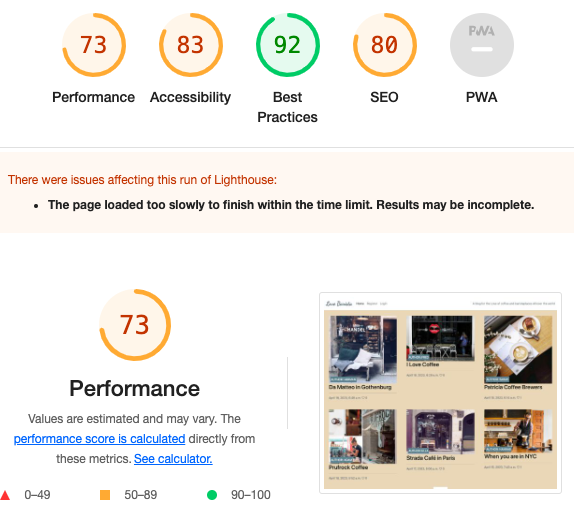 73
83
92
80
PWA
Performance
Accessibility
Best
Practices
SEO
PWA
There were issues affecting this run of Lighthouse:
• The page loaded too slowly to finish within the time limit. Results may be incomplete.
73
Performance
Values are estimated and may vary. The
performance score is calculated directly from
these metrics. See calculator.
0–49
50–89
90–100
Home Register Login
Da Matteo in Gothenburg
I Love Coffee
Patricia Coffee Brewers
Prufrock Coffee
Strada Café in Paris
When you are in NYC